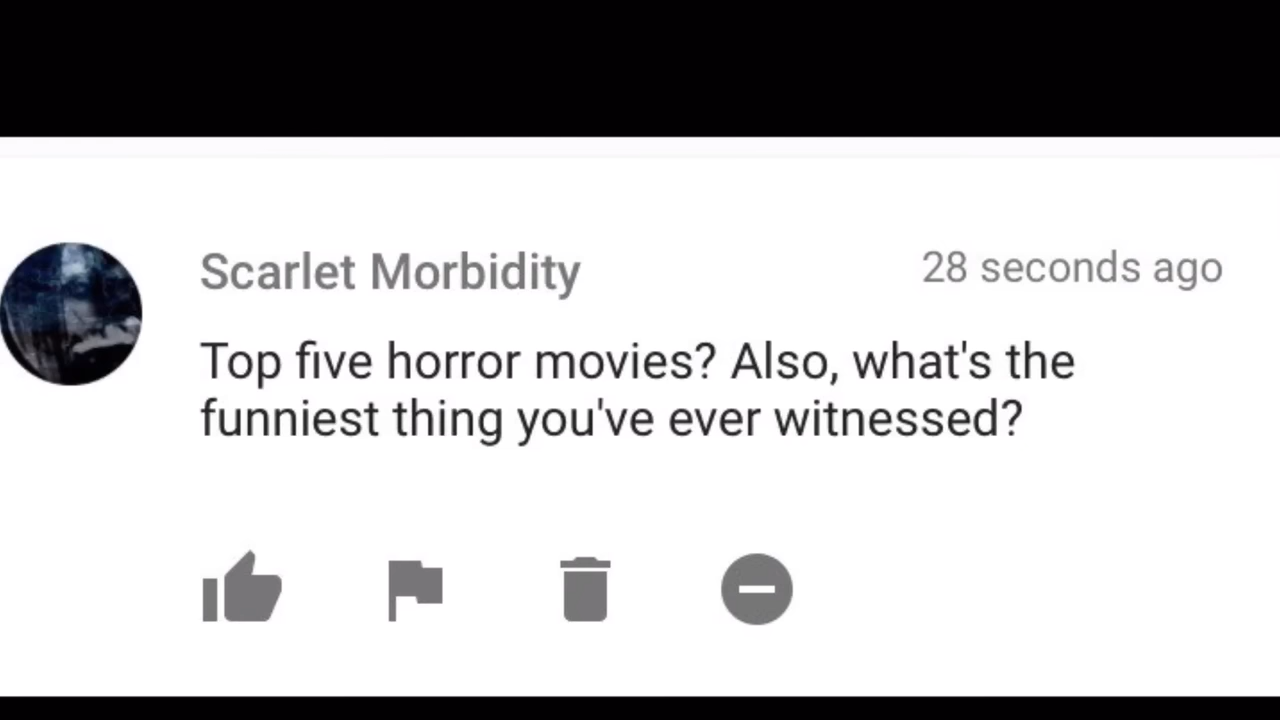 Scarlet Morbidity
28 seconds ago
Top five horror movies? Also, what's the
funniest thing you've ever witnessed?